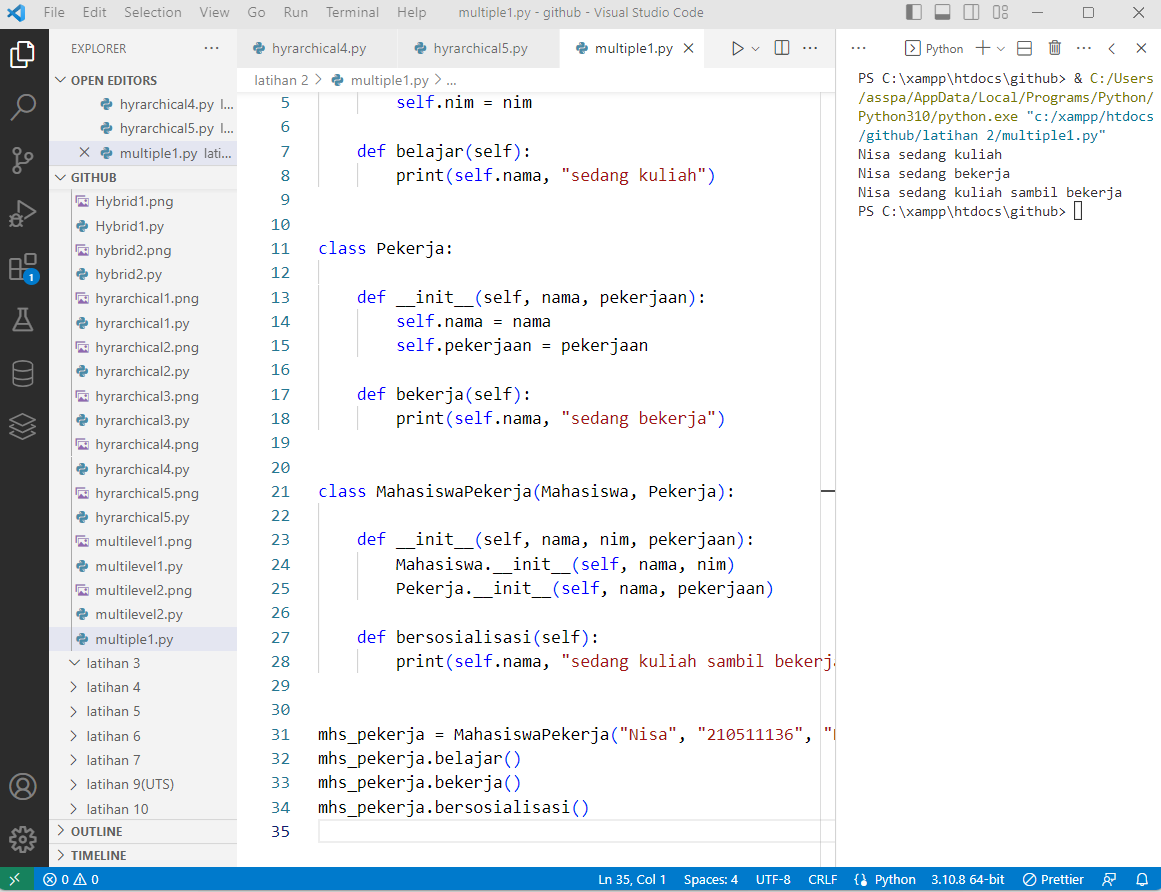 File Edit Selection View Go Run Terminal Help multiple1.py - github - Visual Studio Code
EXPLORER
OPEN EDITORS
hyrarchical4.py l...
hyrarchical5.py l...
multiple1.py lati...
GITHUB
Hybrid1.png
Hybrid1.py
hybrid2.png
hybrid2.py
hyrarchical1.png
hyrarchical1.py
hyrarchical2.png
hyrarchical2.py
hyrarchical3.png
hyrarchical3.py
hyrarchical4.png
hyrarchical4.py
hyrarchical5.png
hyrarchical5.py
multilevel1.png
multilevel1.py
multilevel2.png
multilevel2.py
multiple1.py
latihan 3
latihan 4
latihan 5
latihan 6
latihan 7
latihan 9(UTS)
latihan 10
OUTLINE
TIMELINE
1
hyrarchical4.py hyrarchical5.py multiple1.py
latihan 2 > multiple1.py > ...
5 self.nim = nim
6
7 def belajar(self):
8 print(self.nama, "sedang kuliah")
9
10
11 class Pekerja:
12
13 def __init__(self, nama, pekerjaan):
14 self.nama = nama
15 self.pekerjaan = pekerjaan
16
17 def bekerja(self):
18 print(self.nama, "sedang bekerja")
19
20
21 class MahasiswaPekerja(Mahasiswa, Pekerja):
22
23 def __init__(self, nama, nim, pekerjaan):
24 Mahasiswa.__init__(self, nama, nim)
25 Pekerja.__init__(self, nama, pekerjaan)
26
27 def bersosialisasi(self):
28 print(self.nama, "sedang kuliah sambil bekerja
29
30
31 mhs_pekerja = MahasiswaPekerja("Nisa", "210511136", "
32 mhs_pekerja.belajar()
33 mhs_pekerja.bekerja()
34 mhs_pekerja.bersosialisasi()
35
Python
PS C:\xampp\htdocs\github> & C:/Users
/asspa/AppData/Local/Programs/Python/
Python310/python.exe "c:/xampp/htdocs
/github/latihan 2/multiple1.py"
Nisa sedang kuliah
Nisa sedang bekerja
Nisa sedang kuliah sambil bekerja
PS C:\xampp\htdocs\github>
0 0 Ln 35, Col 1 Spaces: 4 UTF-8 CRLF Python 3.10.8 64-bit Prettier